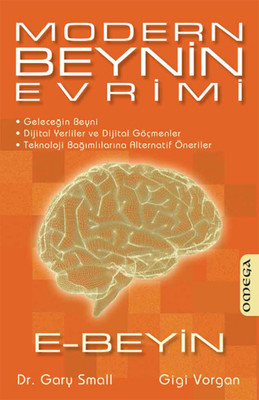 MODERN
BEYNİN
EVRİMİ
• Geleceğin Beyni
• Dijital Yerliler ve Dijital Göçmenler
• Teknoloji Bağımlılarına Alternatif Öneriler
OMEGA
E-BEYİN
Dr. Gary Small Gigi Vorgan